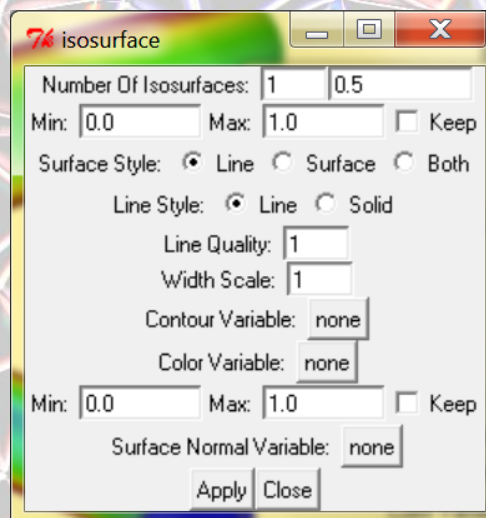 Tk isosurface
Number Of Isosurfaces: 1 0.5
Min: 0.0 Max: 1.0 Keep
Surface Style: Line Surface Both
Line Style: Line Solid
Line Quality: 1
Width Scale: 1
Contour Variable: none
Color Variable: none
Min: 0.0 Max: 1.0 Keep
Surface Normal Variable: none
Apply Close